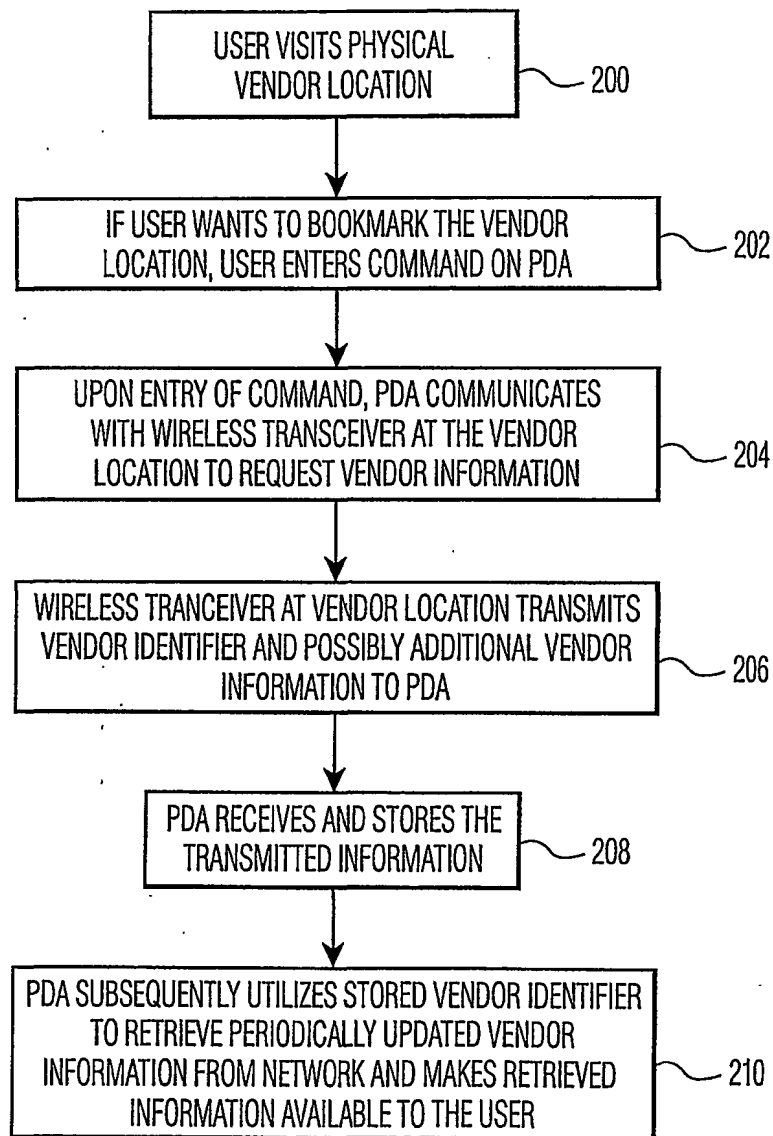 USER VISITS PHYSICAL
VENDOR LOCATION
200
IF USER WANTS TO BOOKMARK THE VENDOR
LOCATION, USER ENTERS COMMAND ON PDA
202
UPON ENTRY OF COMMAND, PDA COMMUNICATES
WITH WIRELESS TRANSCEIVER AT THE VENDOR
LOCATION TO REQUEST VENDOR INFORMATION
204
WIRELESS TRANCEIVER AT VENDOR LOCATION TRANSMITS
VENDOR IDENTIFIER AND POSSIBLY ADDITIONAL VENDOR
INFORMATION TO PDA
206
PDA RECEIVES AND STORES THE
TRANSMITTED INFORMATION
208
PDA SUBSEQUENTLY UTILIZES STORED VENDOR IDENTIFIER
TO RETRIEVE PERIODICALLY UPDATED VENDOR
INFORMATION FROM NETWORK AND MAKES RETRIEVED
INFORMATION AVAILABLE TO THE USER
210